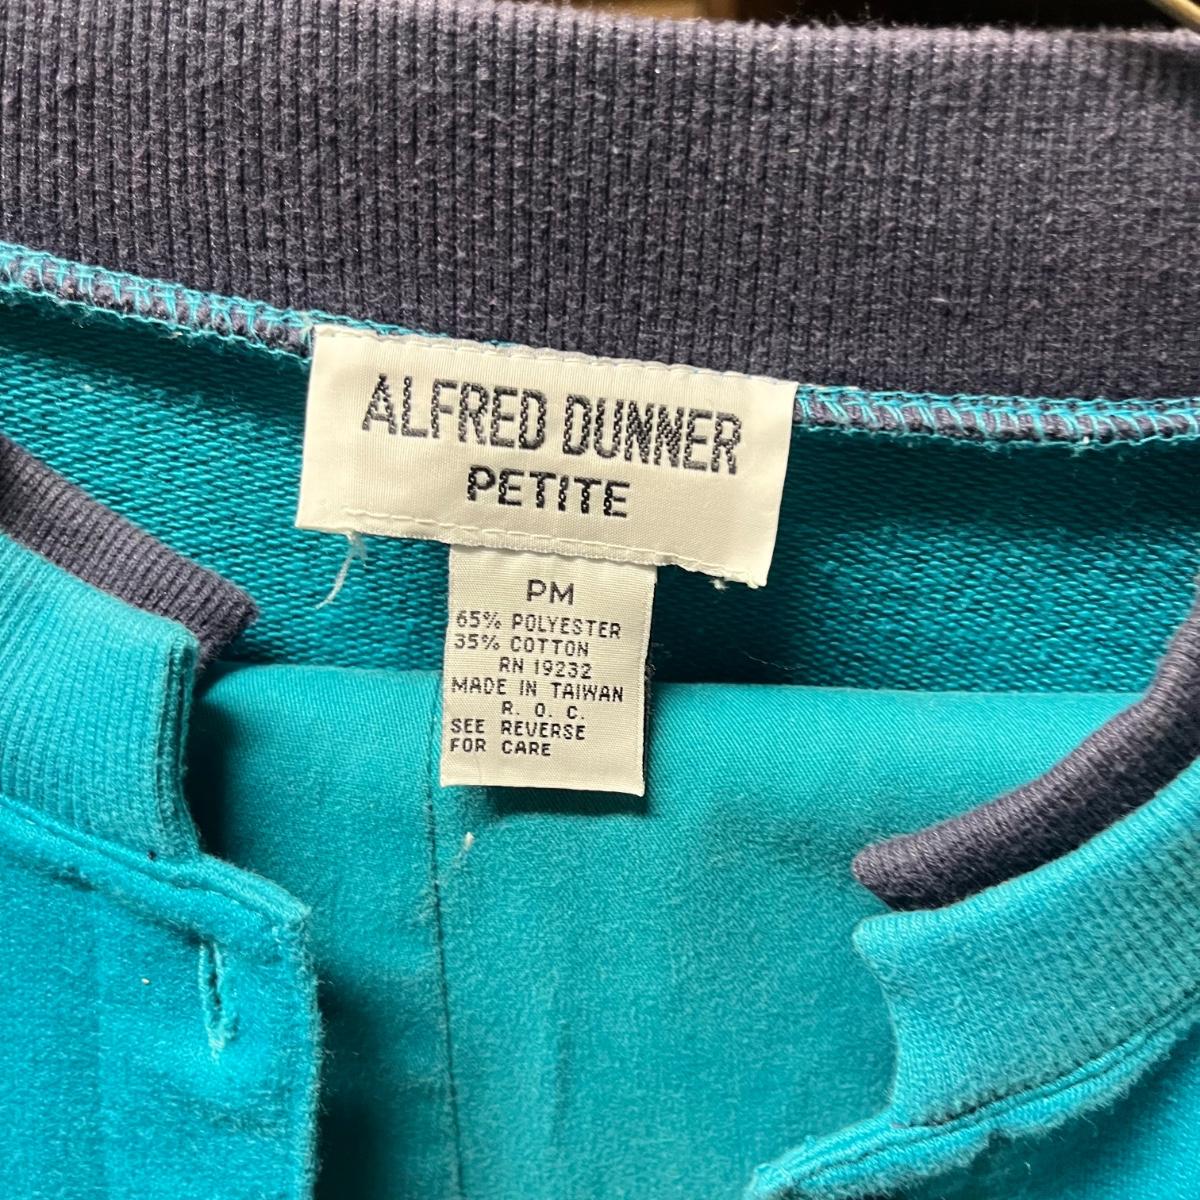 ALFRED DUNNER
PETITE
PM
65% POLYESTER
35% COTTON
RN 19232
MADE IN TAIWAN
R. O. C.
SEE REVERSE
FOR CARE